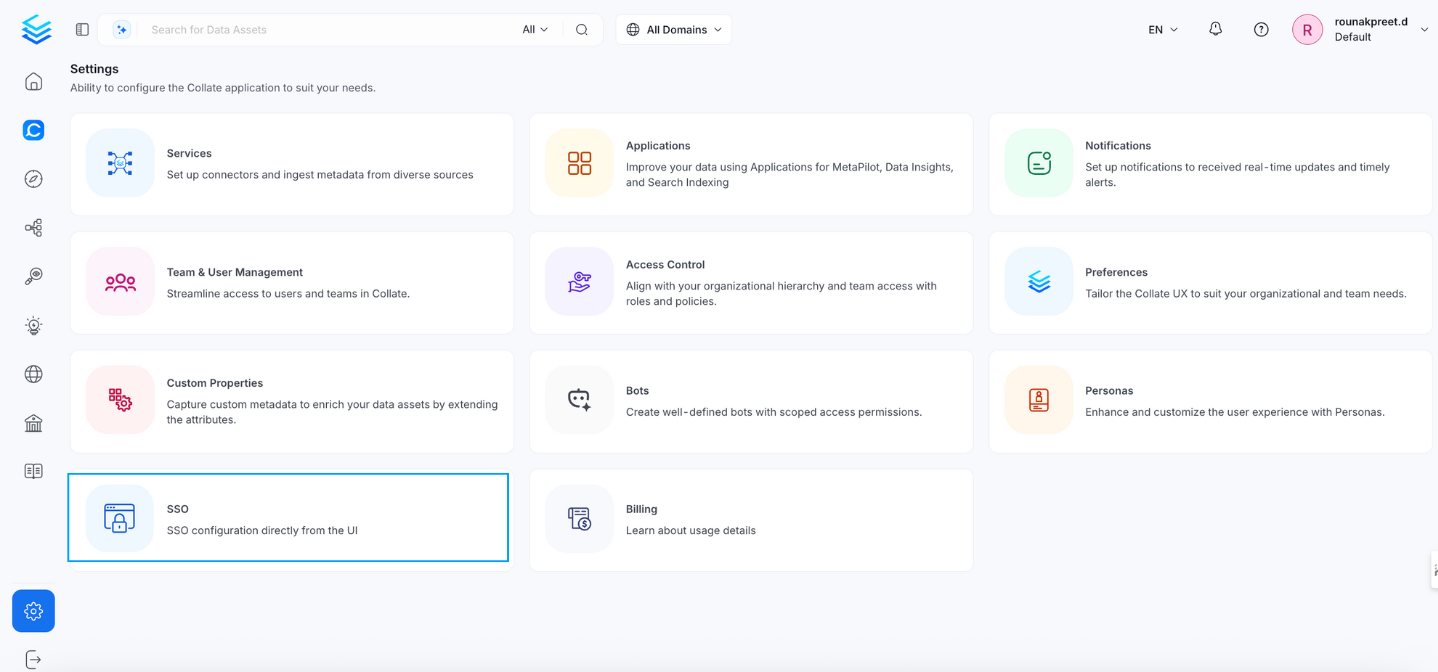 Search for Data Assets
All
All Domains
EN
R
rounakpreet.d
Default
Settings
Ability to configure the Collate application to suit your needs.
Services
Set up connectors and ingest metadata from diverse sources
Applications
Improve your data using Applications for MetaPilot, Data Insights,
and Search Indexing
Notifications
Set up notifications to received real-time updates and timely
alerts.
Team & User Management
Streamline access to users and teams in Collate.
Access Control
Align with your organizational hierarchy and team access with
roles and policies.
Preferences
Tailor the Collate UX to suit your organizational and team needs.
Custom Properties
Capture custom metadata to enrich your data assets by extending
the attributes.
Bots
Create well-defined bots with scoped access permissions.
Personas
Enhance and customize the user experience with Personas.
SSO
SSO configuration directly from the UI
Billing
Learn about usage details